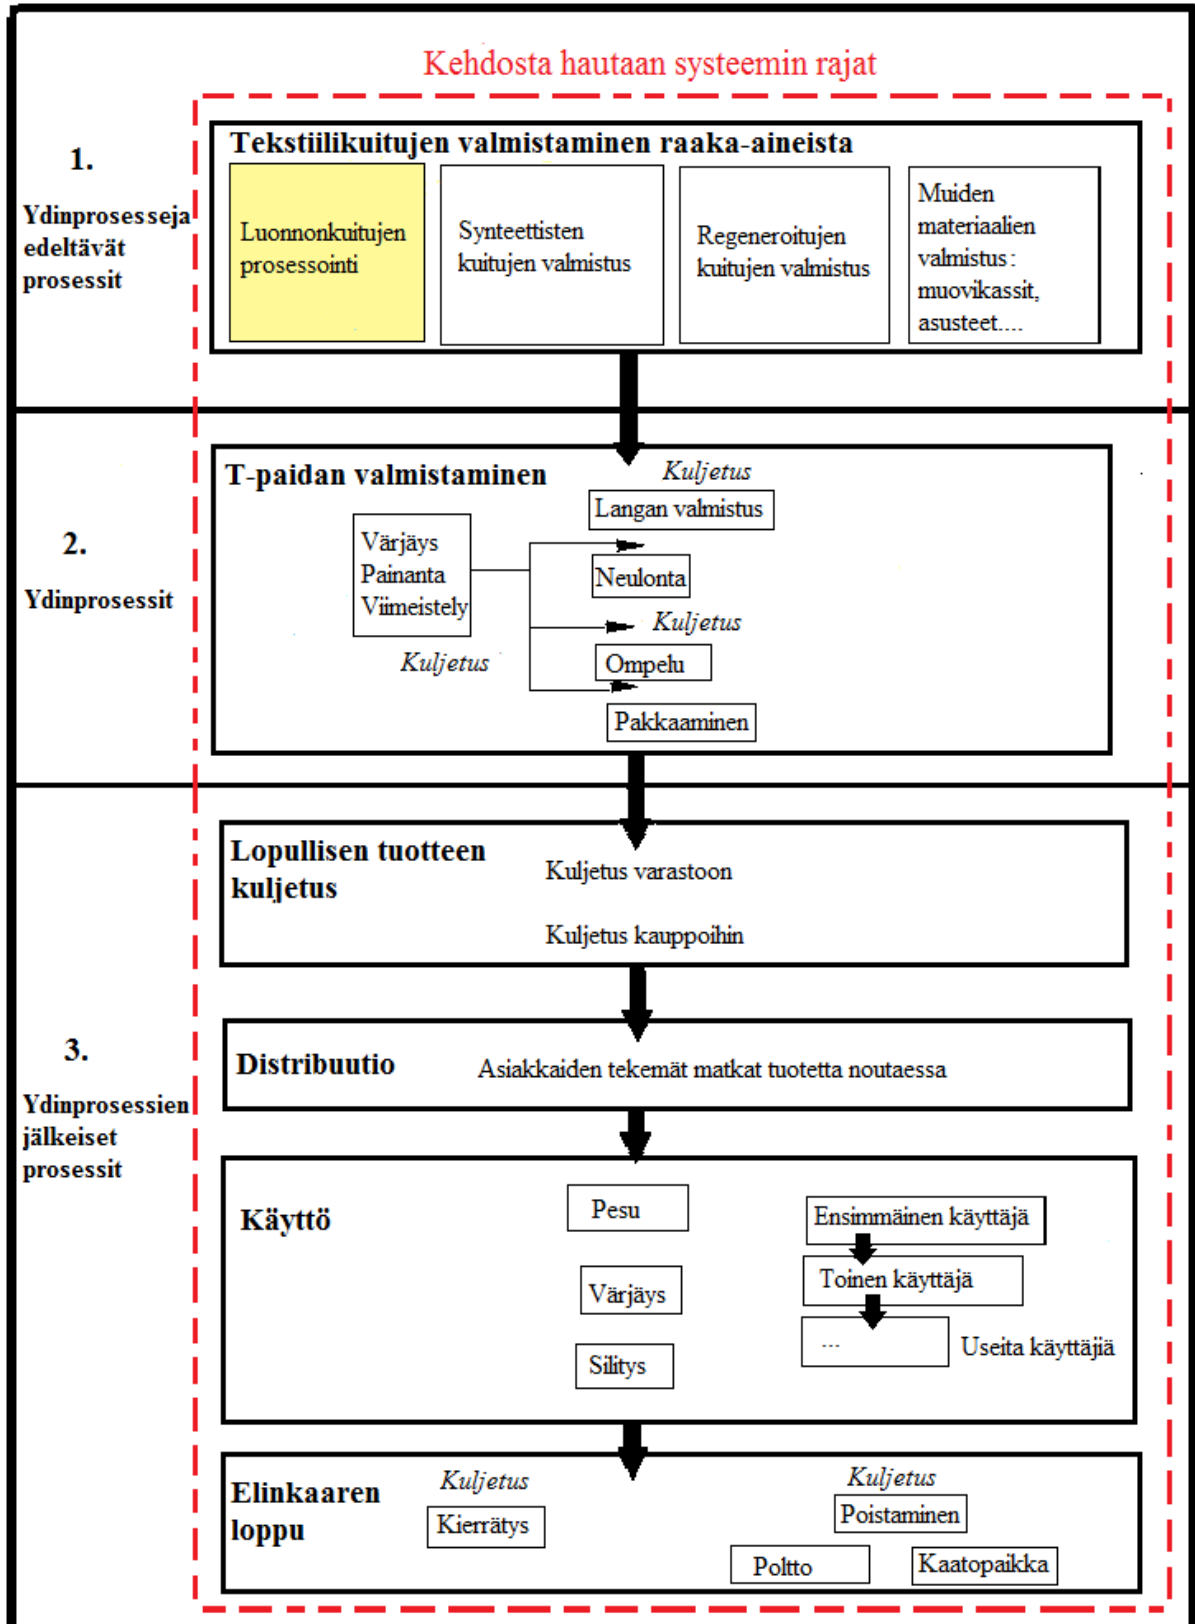 Kehdosta hautaan systeemin rajat
1.
Ydinprosesseja
edeltävät
prosessit
Tekstiilikuitujen valmistaminen raaka-aineista
Luonnonkuitujen
prosessointi
Synteettisten
kuitujen valmistus
Regeneroitujen
kuitujen valmistus
Muiden
materiaalien
valmistus:
muovikassit,
asusteet....
2.
Ydinprosessit
T-paidan valmistaminen
Kuljetus
Langan valmistus
Värjäys
Painanta
Viimeistely
Neulonta
Kuljetus
Kuljetus
Ompelu
Pakkaaminen
3.
Ydinprosessien
jälkeiset
prosessit
Lopullisen tuotteen
kuljetus
Kuljetus varastoon
Kuljetus kauppoihin
Distribuutio
Asiakkaiden tekemät matkat tuotetta noutaessa
Käyttö
Pesu
Värjäys
Silitys
Ensimmäinen käyttäjä
Toinen käyttäjä
...
Useita käyttäjiä
Elinkaaren
loppu
Kuljetus
Kierrätys
Kuljetus
Poistaminen
Poltto
Kaatopaikka